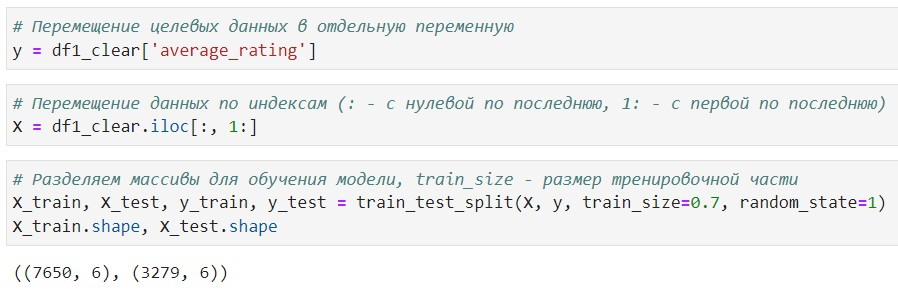 # Перемещение целевых данных в отдельную переменную
y = df1_clear['average_rating']
# Перемещение данных по индексам (: - с нулевой по последнюю, 1: - с первой по последнюю)
X = df1_clear.iloc[:, 1:]
# Разделяем массивы для обучения модели, train_size - размер тренировочной части
X_train, X_test, y_train, y_test = train_test_split(X, y, train_size=0.7, random_state=1)
X_train.shape, X_test.shape
((7650, 6), (3279, 6))